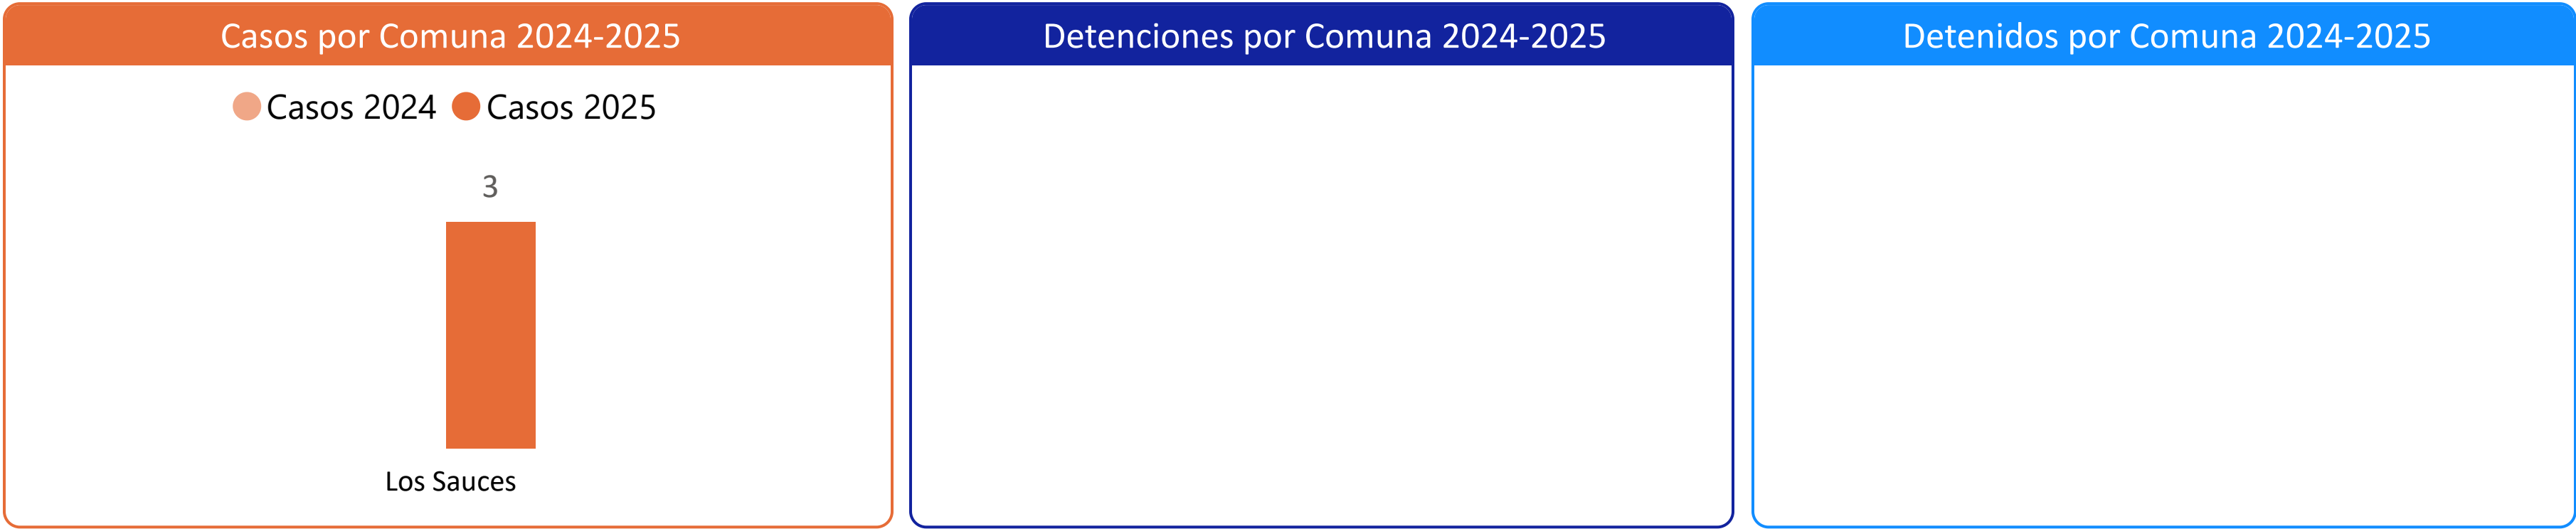 Casos por Comuna 2024-2025
Casos 2024 Casos 2025
3
Los Sauces
Detenciones por Comuna 2024-2025
Detenidos por Comuna 2024-2025